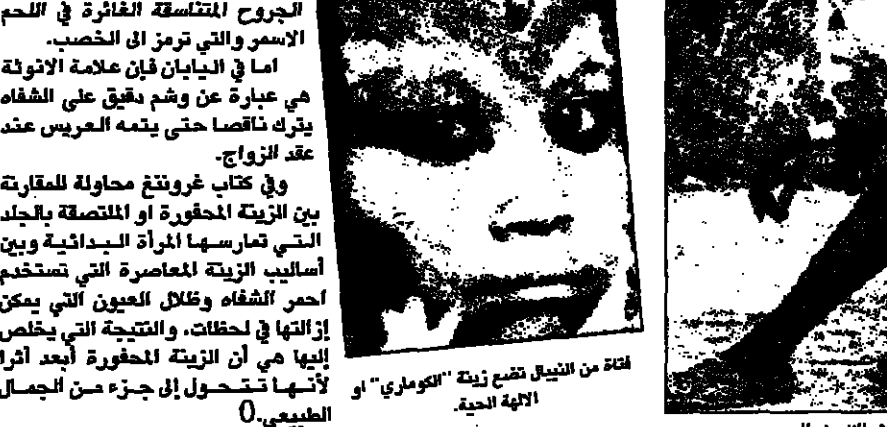 الجروح المتناسقة الغائرة في اللحم
الاسمر والتي ترمز الى الخصب.
اما في اليابان فإن علامة الانوثة
هي عبارة عن وشم دقيق على الشفاه
يترك ناقصا حتى يتمه العريس عند
عقد الزواج.
وفي كتاب غرونتغ محاولة للمقارنة
بين الزينة المحفورة او الملتصقة بالجلد
التي تمارسها المرأة البدائية وبين
أساليب الزينة المعاصرة التي تستخدم
احمر الشفاه وظلال العيون التي يمكن
إزالتها في لحظات. والنتيجة التي يخلص
إليها هي أن الزينة المحفورة أبعد أثرا
لأنها تتحول إلى جزء من الجمال
الطبيعي.()
فتاة من النيبال تضع زينة "الكوماري" او
الالهة الحية.